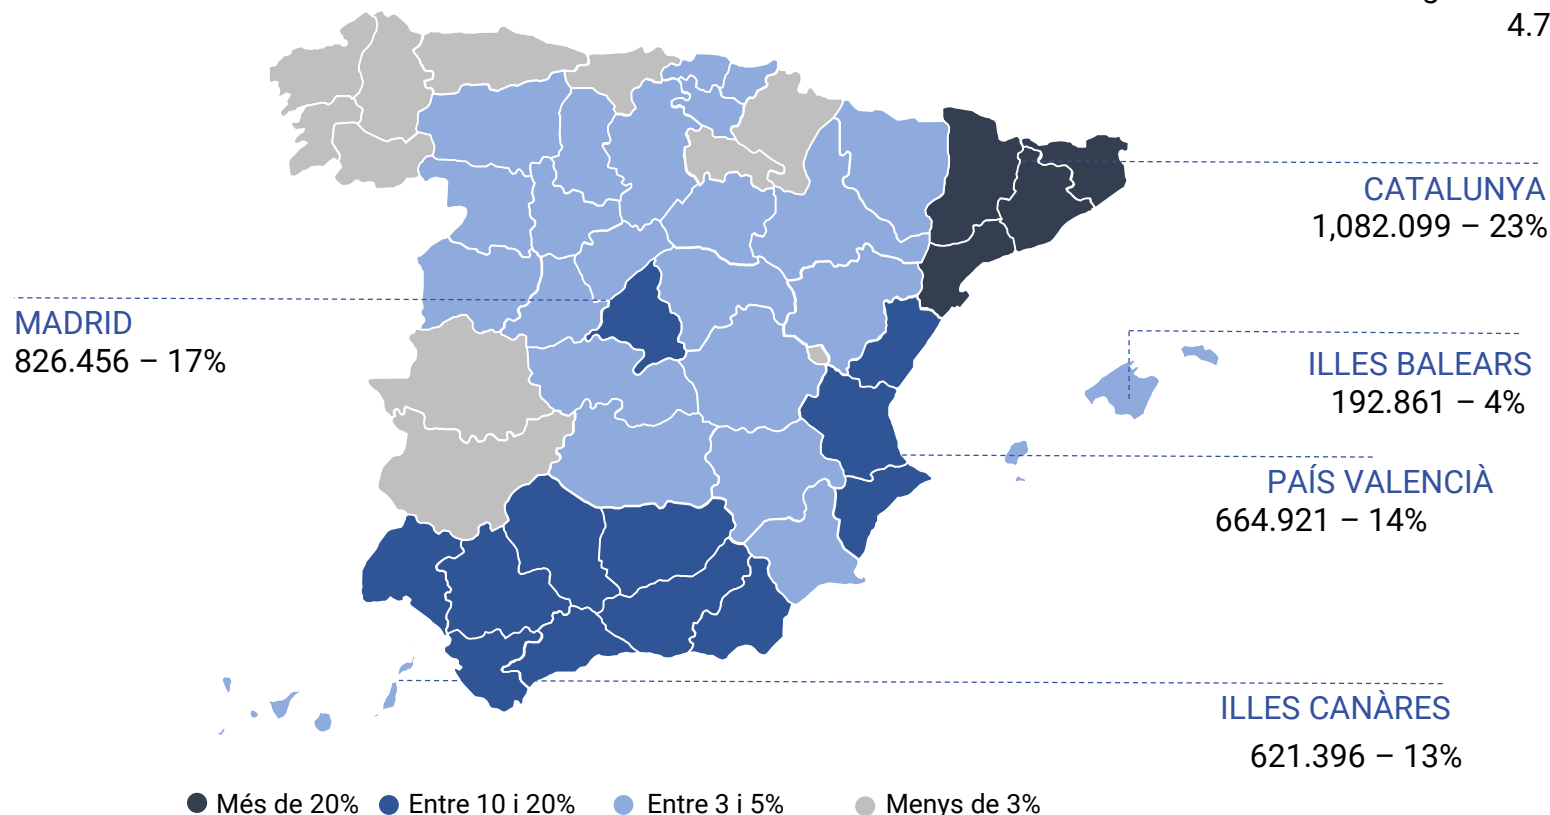 4.7
CATALUNYA
1,082.099 – 23%
MADRID
826.456 – 17%
ILLES BALEARS
192.861 – 4%
PAÍS VALENCIÀ
664.921 – 14%
ILLES CANÀRES
621.396 – 13%
Més de 20%
Entre 10 i 20%
Entre 3 i 5%
Menys de 3%